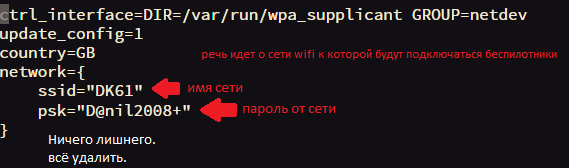 ctrl_interface=DIR=/var/run/wpa_supplicant GROUP=netdev
update_config=1
country=GB
речь идет о сети wifi к которой будут подключаться беспилотники
network={
ssid="DK61"
имя сети
psk="D@nil2008+"
пароль от сети
}
Ничего лишнего.
всё удалить.